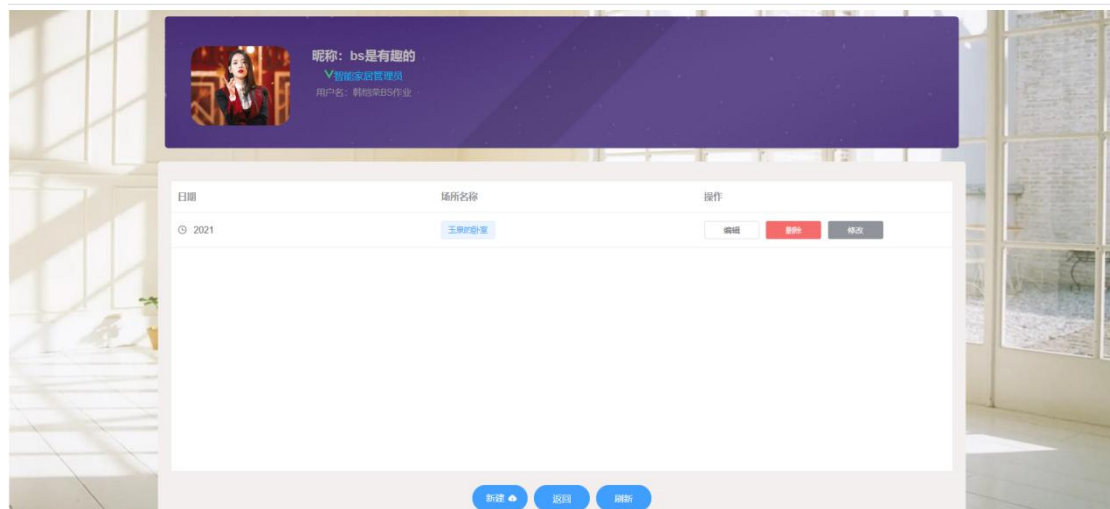 昵称：bs是有趣的
智能家居管理员
用户名：韩恺荣BS作业
日期 场所名称 操作
2021 玉泉的卧室 编辑 删除 修改
新建 返回 刷新